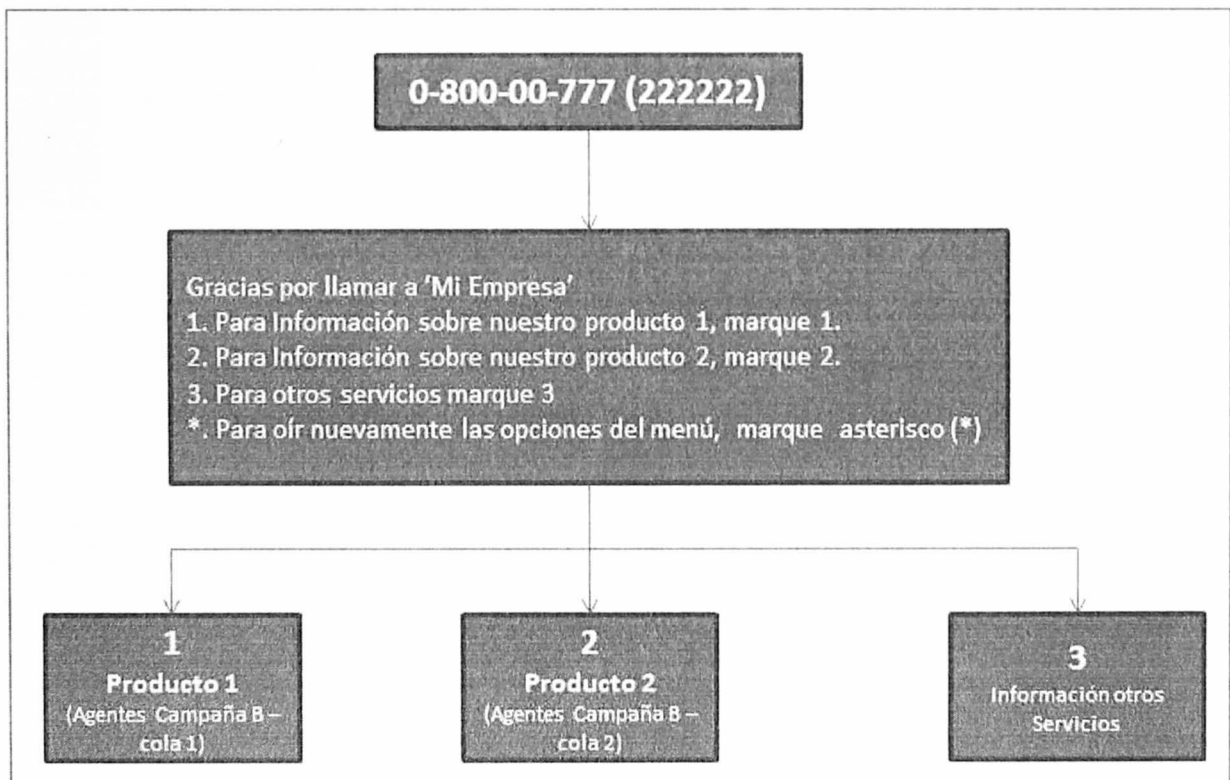 0-800-00-777 (222222)
Gracias por llamar a ‘Mi Empresa’
1. Para Información sobre nuestro producto 1, marque 1.
2. Para Información sobre nuestro producto 2, marque 2.
3. Para otros servicios marque 3
*. Para oír nuevamente las opciones del menú, marque asterisco (*)
1
Producto 1
(Agentes Campaña B –
cola 1)
2
Producto 2
(Agentes Campaña B –
cola 2)
3
Información otros
Servicios